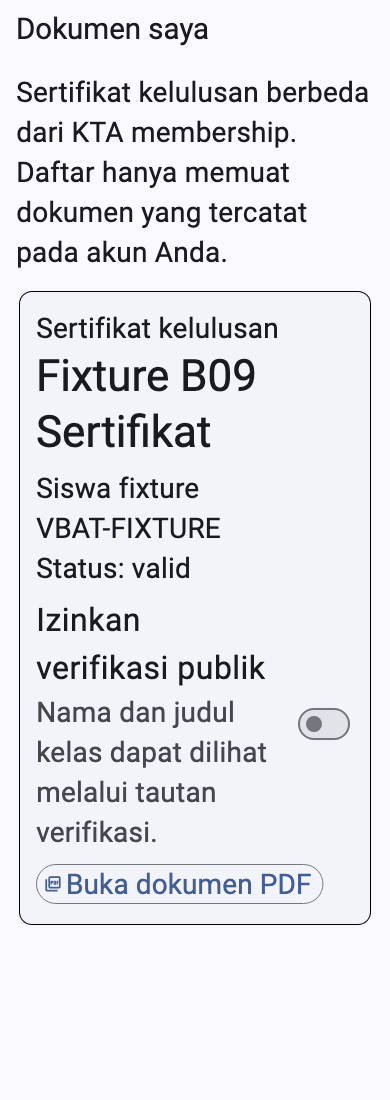 Dokumen saya
Sertifikat kelulusan berbeda
dari KTA membership.
Daftar hanya memuat
dokumen yang tercatat
pada akun Anda.
Sertifikat kelulusan
Fixture B09
Sertifikat
Siswa fixture
VBAT-FIXTURE
Status: valid
Izinkan
verifikasi publik
Nama dan judul
kelas dapat dilihat
melalui tautan
verifikasi.
Buka dokumen PDF